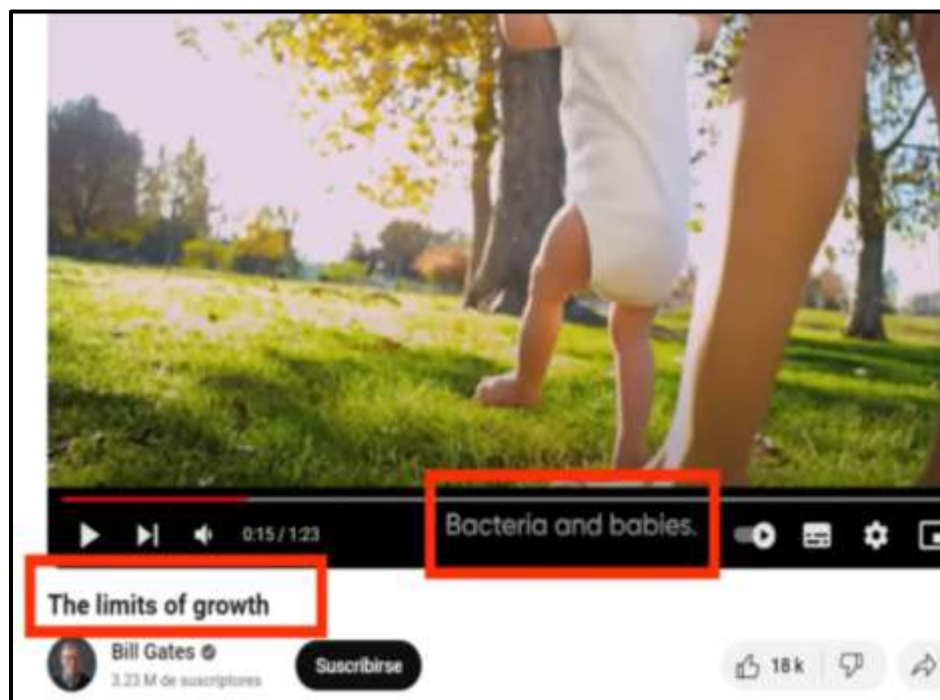 0:15 / 1:23
Bacteria and babies.
The limits of growth
Bill Gates
3.23 M de suscriptores
Suscribirse
18 k